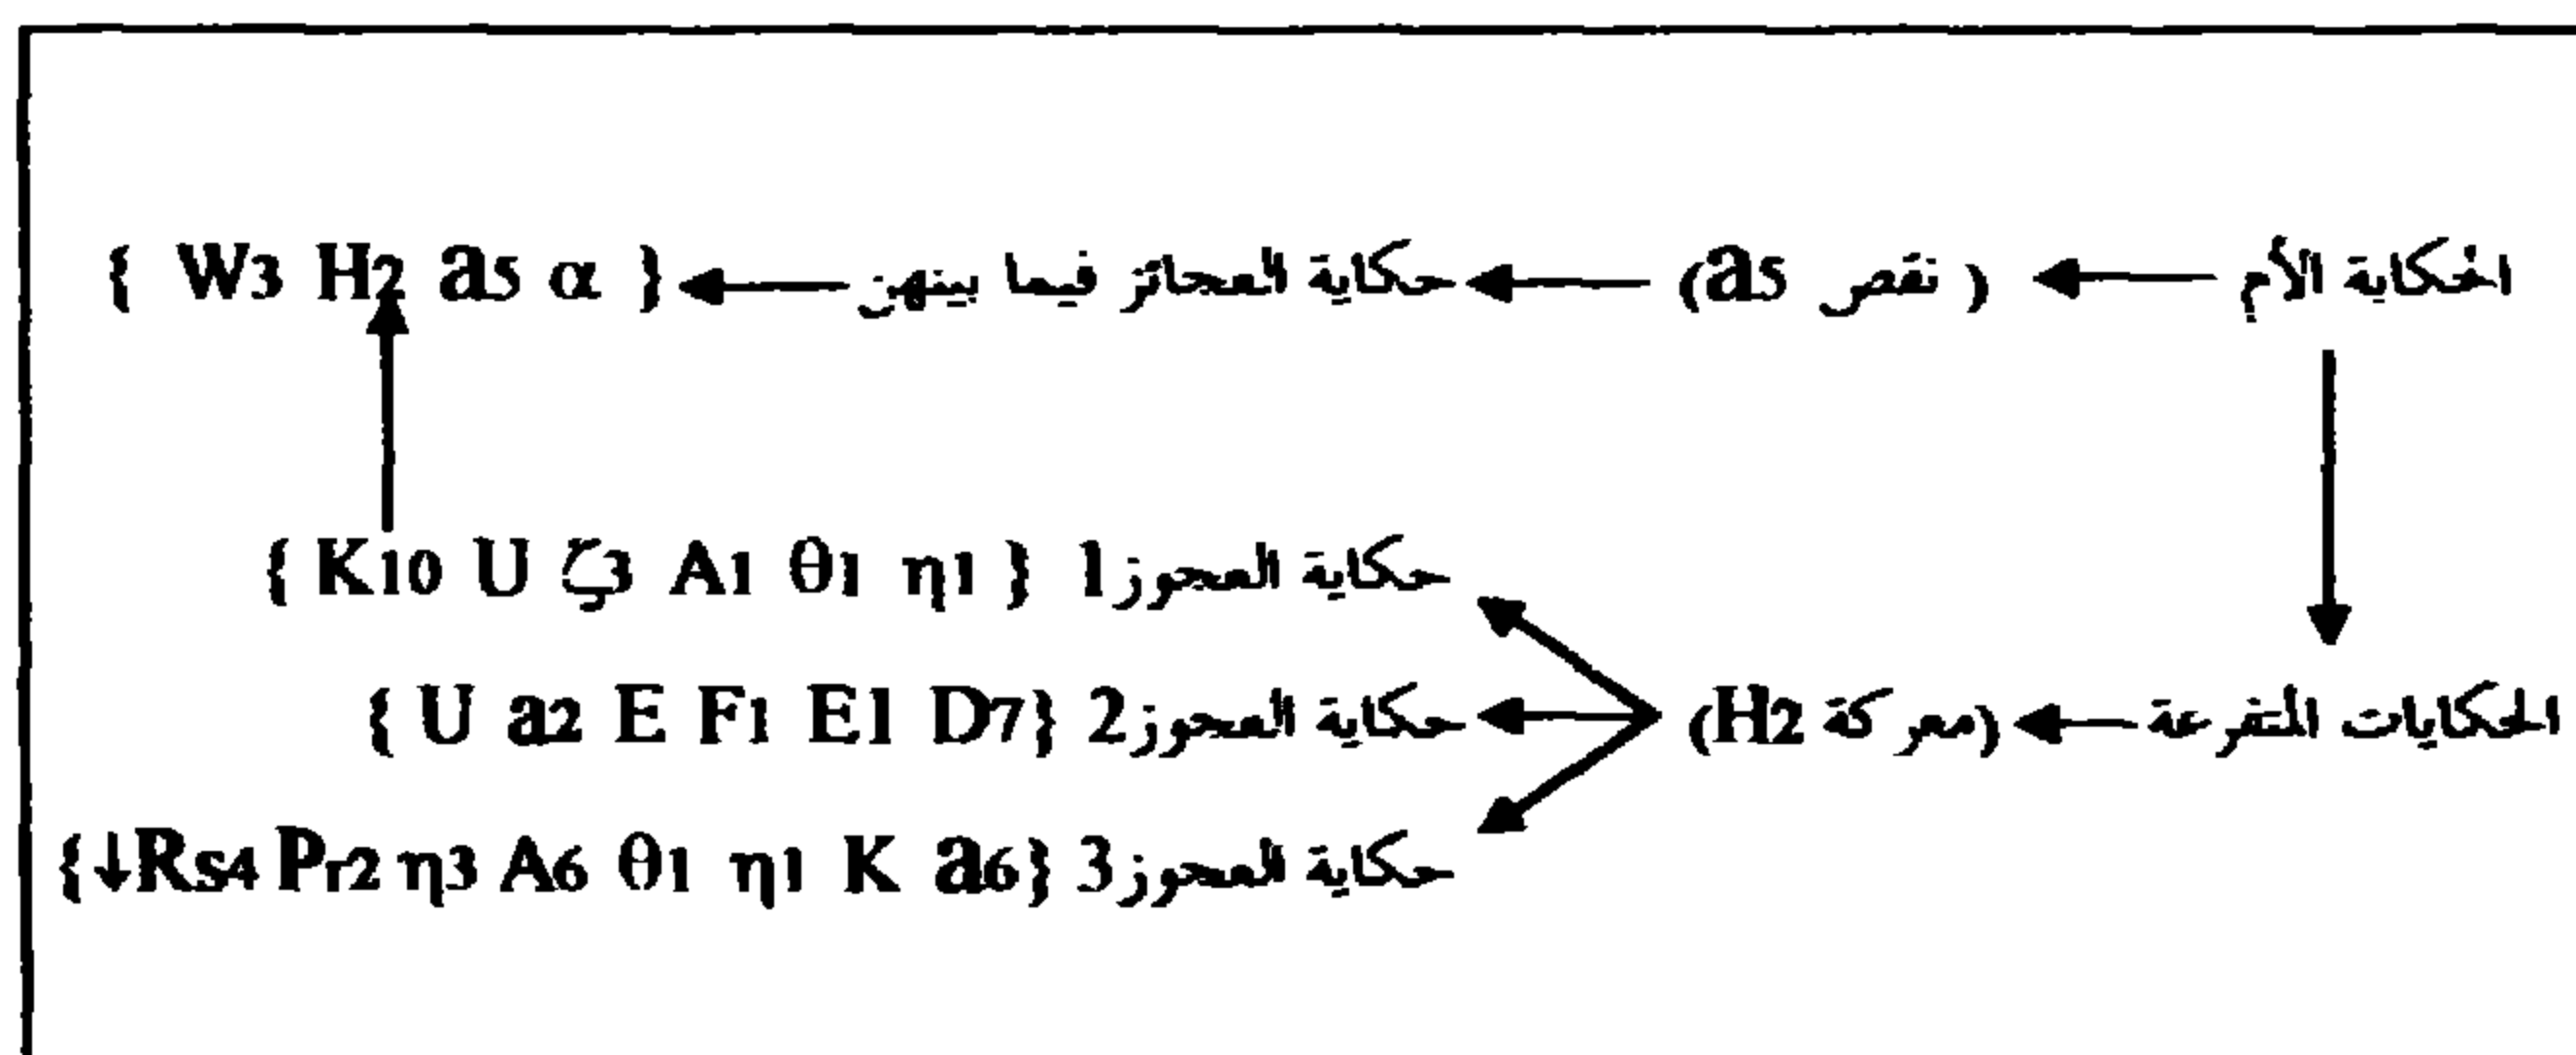 الحكاية الأم ← ( نقص a5) ← حكاية العجائز فيما بينهن ← { W3 H2 a5 α }
حكاية العجوز1 { K10 U ζ3 A1 θ1 η1 }
الحكايات المتفرعة ← (معركة H2) حكاية العجوز2 { U a2 E F1 E1 D7}
حكاية العجوز3 {↓Rs4 Pr2 η3 A6 θ1 η1 K a6}